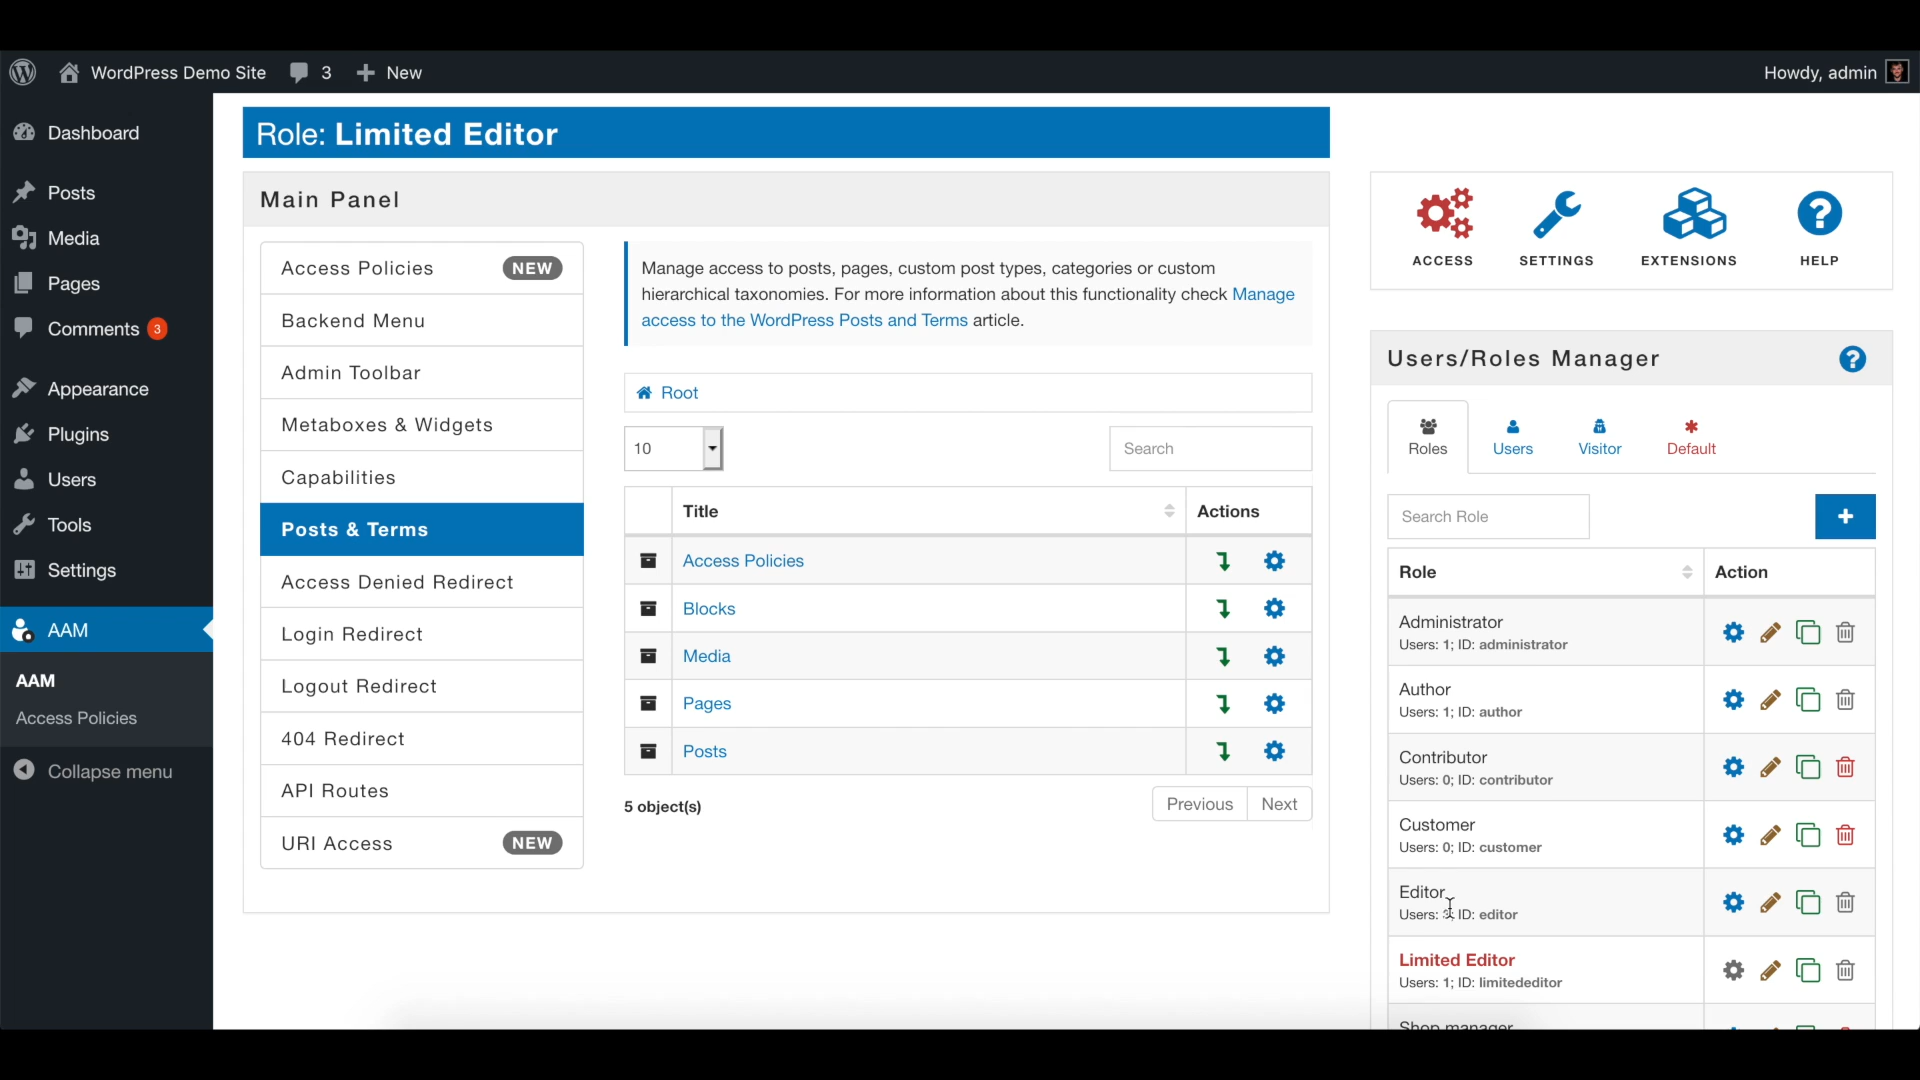 WordPress Demo Site
3
New
Howdy, admin
Dashboard
Posts
Media
Pages
Comments 3
Appearance
Plugins
Users
Tools
Settings
AAM
AAM
Access Policies
Collapse menu
Role: Limited Editor
Main Panel
Access Policies NEW
Backend Menu
Admin Toolbar
Metaboxes & Widgets
Capabilities
Posts & Terms
Access Denied Redirect
Login Redirect
Logout Redirect
404 Redirect
API Routes
URI Access NEW
Manage access to posts, pages, custom post types, categories or custom
hierarchical taxonomies. For more information about this functionality check Manage
access to the WordPress Posts and Terms article.
Root
10
Search
Title Actions
Access Policies
Blocks
Media
Pages
Posts
5 object(s)
Previous Next
ACCESS SETTINGS EXTENSIONS HELP
Users/Roles Manager
Roles Users Visitor Default
Search Role
Role Action
Administrator
Users: 1; ID: administrator
Author
Users: 1; ID: author
Contributor
Users: 0; ID: contributor
Customer
Users: 0; ID: customer
Editor
Users: ID: editor
Limited Editor
Users: 1; ID: limitededitor
Shop manager